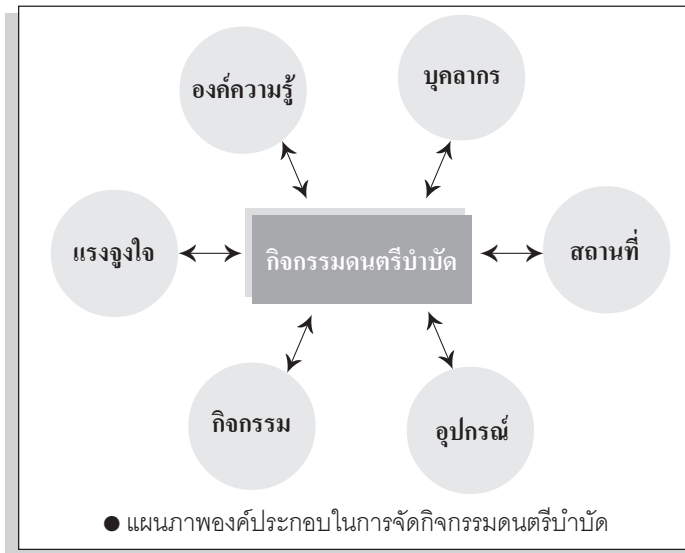 องค์ความรู้
บุคลากร
แรงจูงใจ
กิจกรรมดนตรีบำบัด
สถานที่
กิจกรรม
อุปกรณ์
● แผนภาพองค์ประกอบในการจัดกิจกรรมดนตรีบำบัด